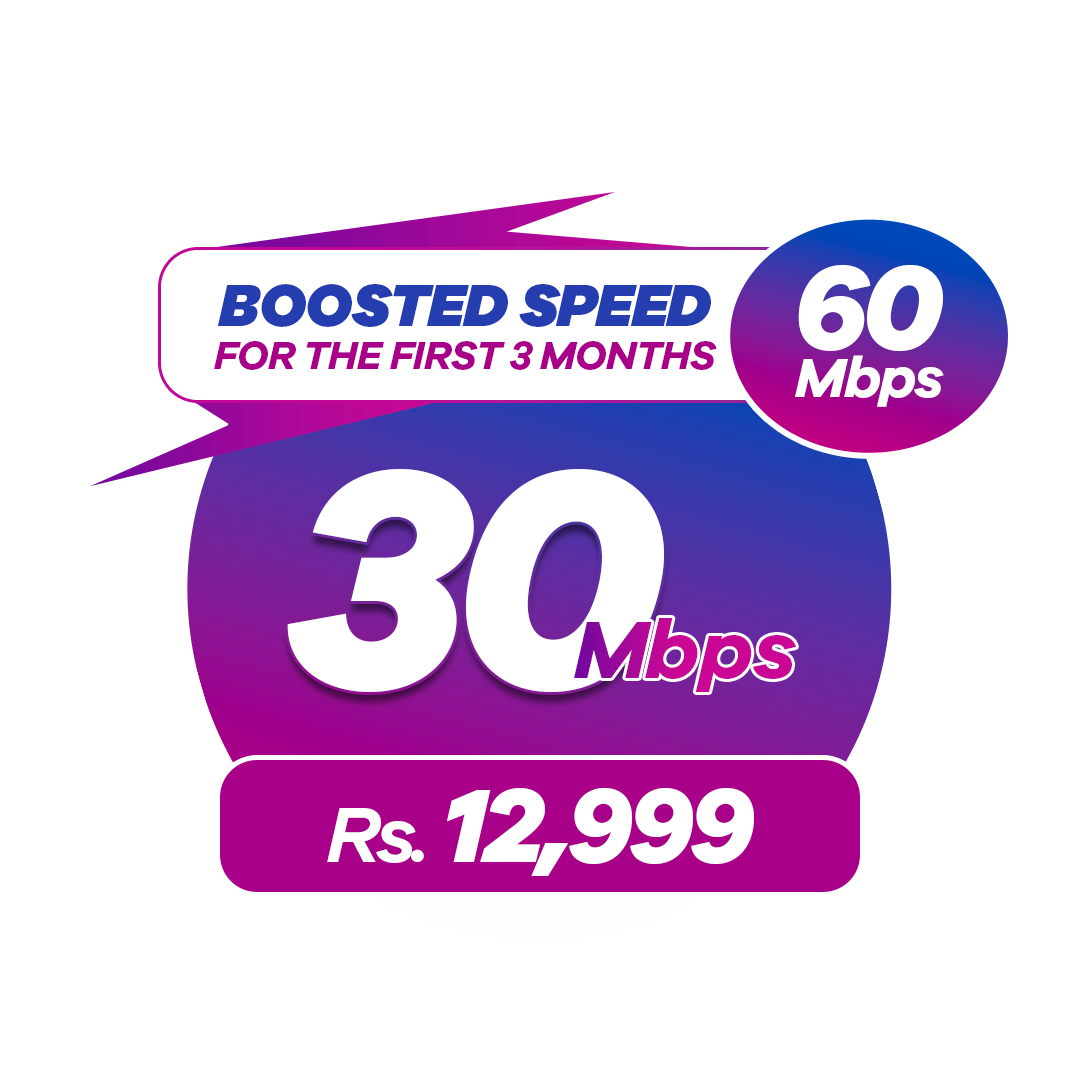 BOOSTED SPEED
FOR THE FIRST 3 MONTHS
60
Mbps
30
Mbps
Rs. 12,999